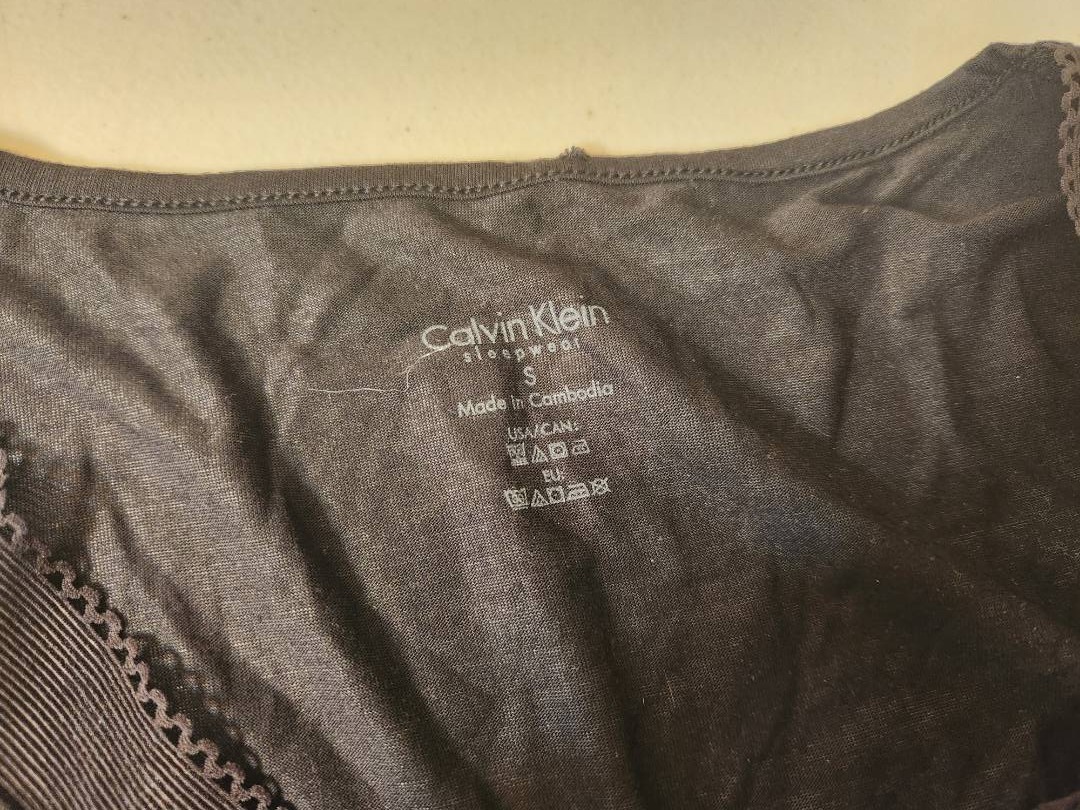 Calvin Klein
sleepwear
S
Made in Cambodia
USA/CAN:
EU: